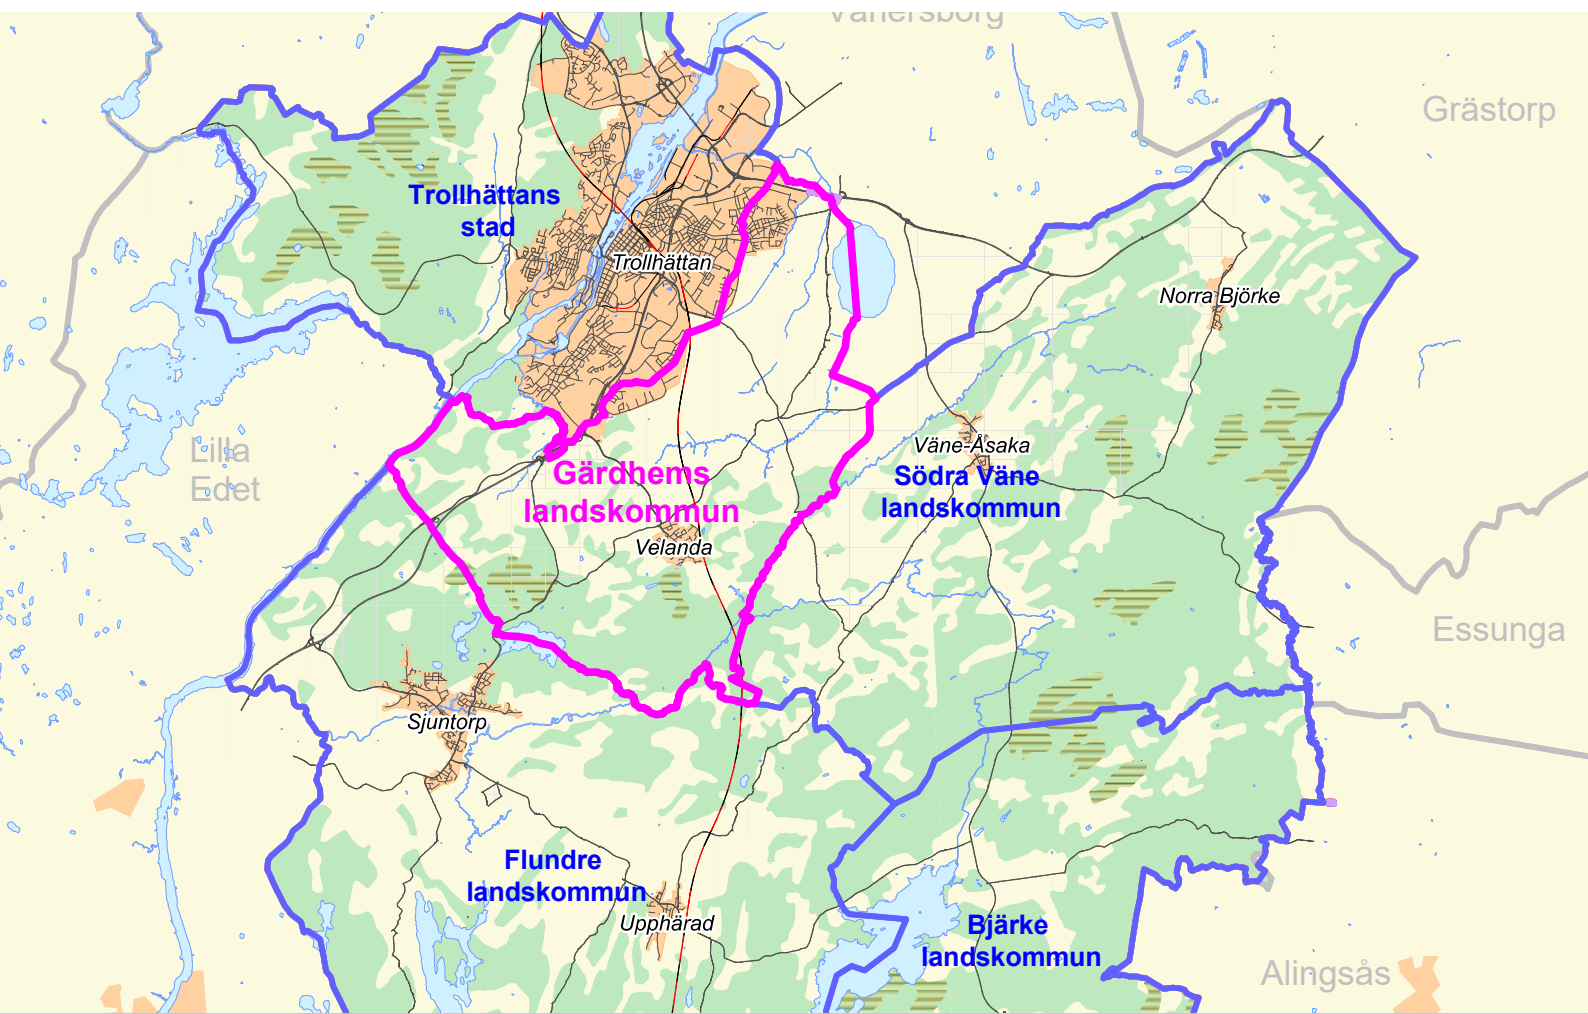 Vänersborg
Grästorp
Trollhättans
stad
Trollhättan
Norra Björke
Lilla
Edet
Väne-Åsaka
Gärdhems
landskommun
Södra Väne
landskommun
Velanda
Essunga
Sjuntorp
Flundre
landskommun
Upphärad
Bjärke
landskommun
Alingsås